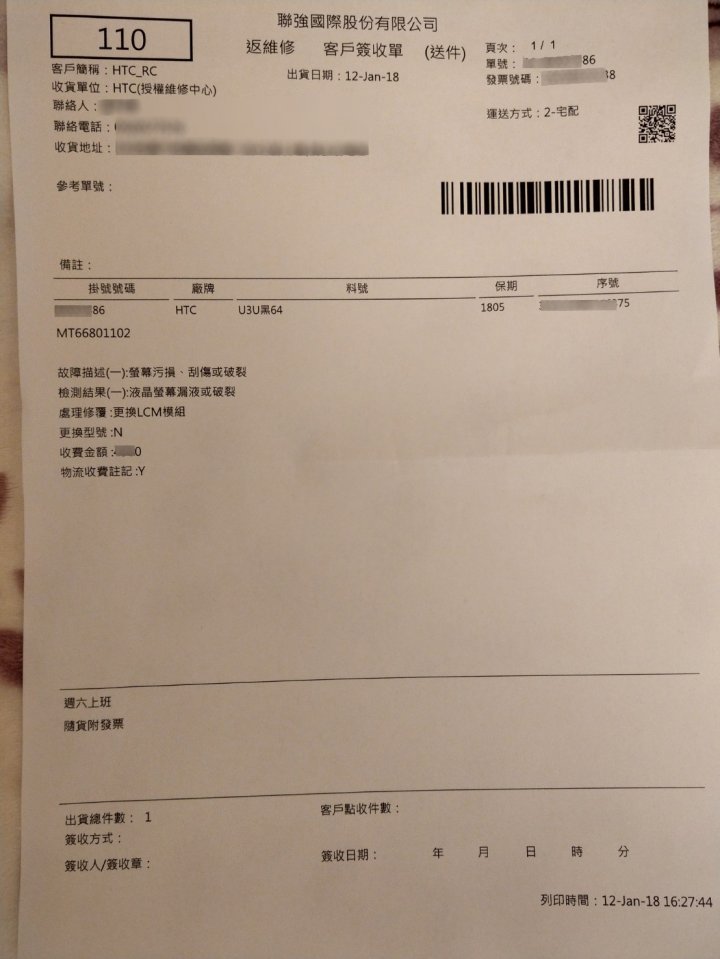 聯強國際股份有限公司
110
返維修 客戶簽收單 (送件)
頁次： 1 / 1
客戶簡稱：HTC_RC
出貨日期：12-Jan-18
單號： 86
收貨單位：HTC(授權維修中心)
發票號碼： 38
聯絡人：
聯絡電話：
運送方式：2-宅配
收貨地址：
參考單號：
備註：
掛號號碼 廠牌 料號 保期 序號
86 HTC U3U黑64 1805 75
MT66801102
故障描述(一):螢幕污損、刮傷或破裂
檢測結果(一):液晶螢幕漏液或破裂
處理修覆:更換LCM模組
更換型號:N
收費金額: 0
物流收費註記:Y
週六上班
隨貨附發票
出貨總件數： 1 客戶點收件數：
簽收方式：
簽收人/簽收章： 簽收日期： 年 月 日 時 分
列印時間：12-Jan-18 16:27:44